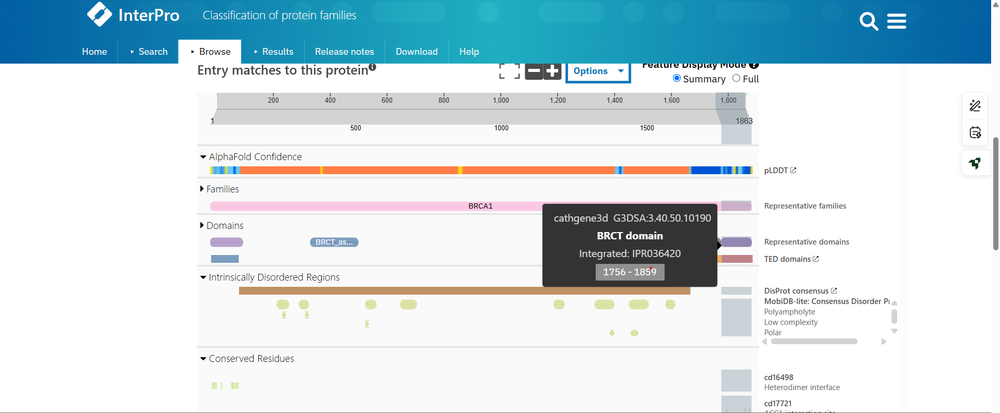 InterPro
Classification of protein families
Home
Search
Browse
Results
Release notes
Download
Help
Entry matches to this protein
Options
Feature Display Mode
Summary
Full
200 400 600 800 1,000 1,200 1,400 1,600 1,800
1 1863
500 1000 1500
AlphaFold Confidence
pLDDT
Families
BRCA1
Representative families
cathgene3d G3DSA:3.40.50.10190
BRCT domain
Integrated: IPR036420
1756 - 1859
Domains
BRCT_as...
Representative domains
TED domains
Intrinsically Disordered Regions
DisProt consensus
MobiDB-lite: Consensus Disorder Pr
Polyampholyte
Low complexity
Polar
Conserved Residues
cd16498
Heterodimer interface
cd17721